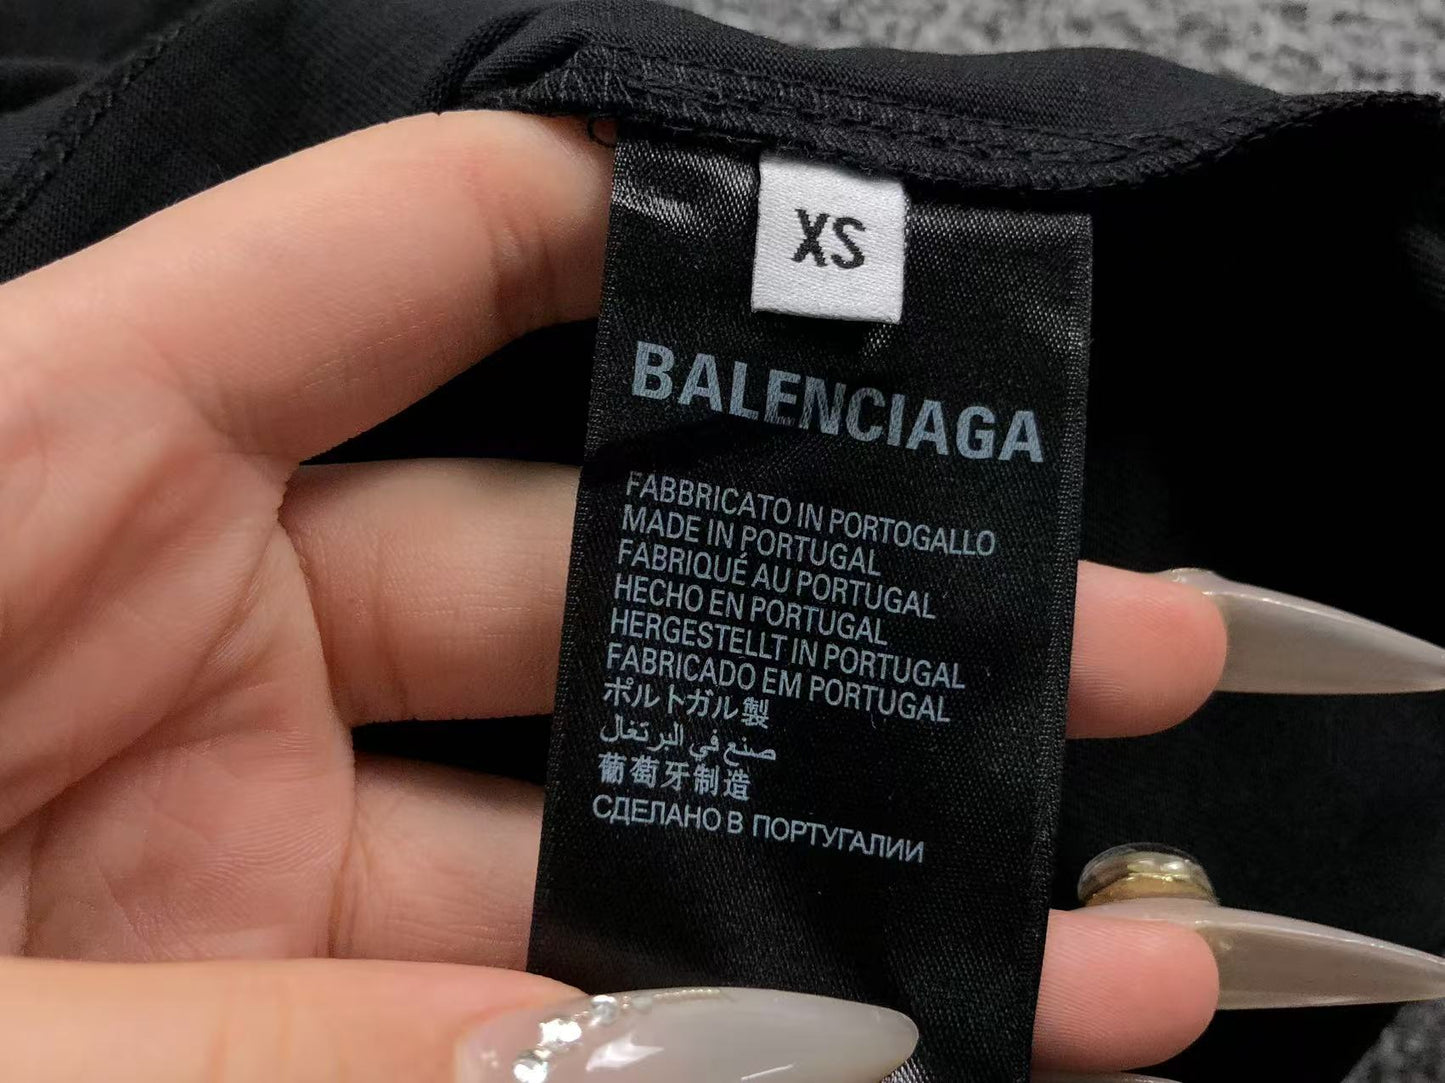 XS
BALENCIAGA
FABBRICATO IN PORTOGALLO
MADE IN PORTUGAL
FABRIQUÉ AU PORTUGAL
HECHO EN PORTUGAL
HERGESTELLT IN PORTUGAL
FABRICADO EM PORTUGAL
ポルトガル製
صنع في البرتغال
葡萄牙制造
СДЕЛАНО В ПОРТУГАЛИИ